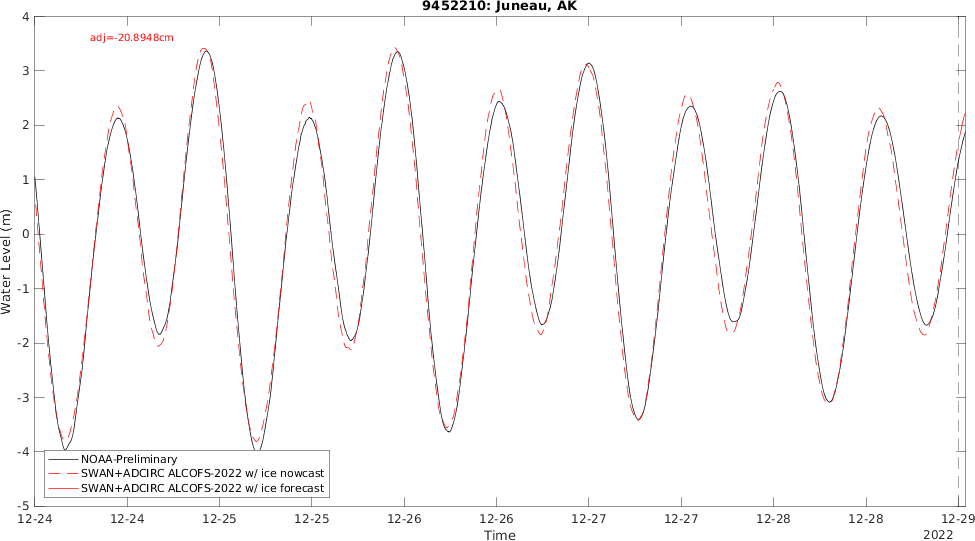 9452210: Juneau, AK
adj=-20.8948cm
4
3
2
1
0
-1
-2
-3
-4
-5
Water Level (m)
NOAA-Preliminary
SWAN+ADCIRC ALCOFS-2022 w/ ice nowcast
SWAN+ADCIRC ALCOFS-2022 w/ ice forecast
12-24 12-24 12-25 12-25 12-26 12-26 12-27 12-27 12-28 12-28 12-29
Time
2022